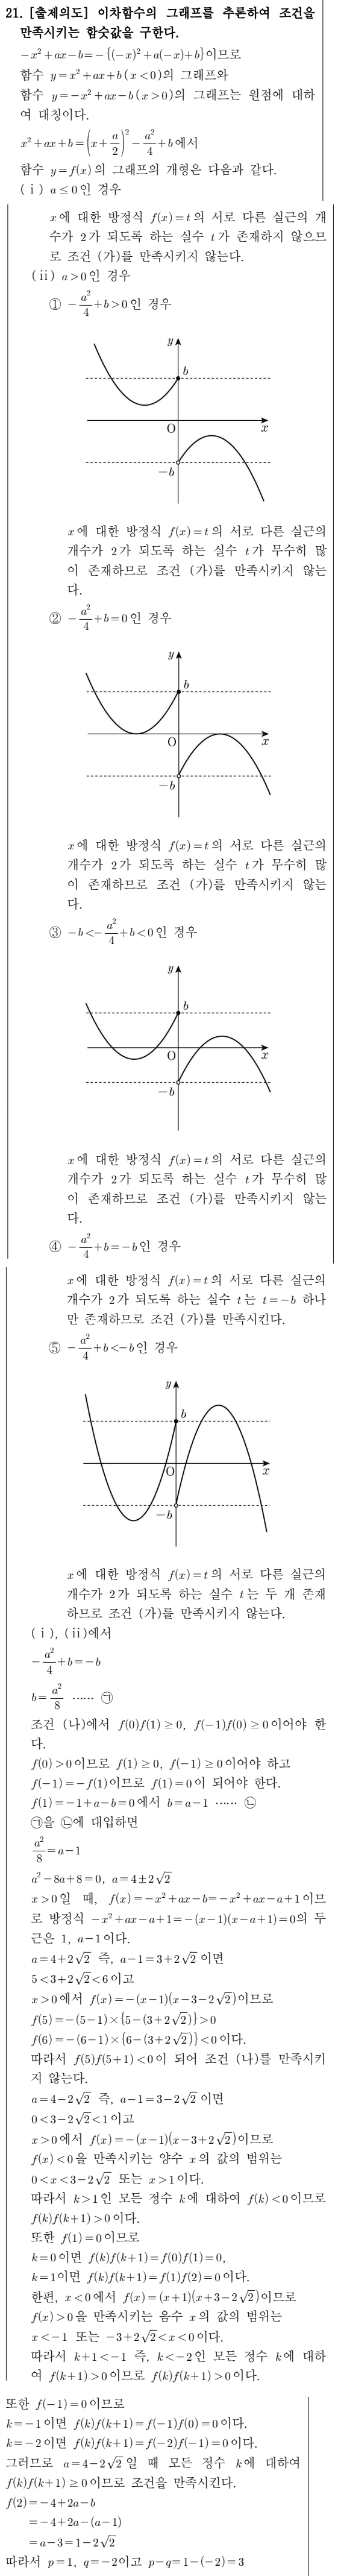 21. [출제의도] 이차함수의 그래프를 추론하여 조건을
만족시키는 함숫값을 구한다.
-x²+ax-b=-{(-x)²+a(-x)+b}이므로
함수 y=x²+ax+b(x<0)의 그래프와
함수 y=-x²+ax-b(x>0)의 그래프는 원점에 대하
여 대칭이다.
x²+ax+b=(x+a/2)²-a²/4+b에서
함수 y=f(x)의 그래프의 개형은 다음과 같다.
(ⅰ) a≤0인 경우
x에 대한 방정식 f(x)=t의 서로 다른 실근의 개
수가 2가 되도록 하는 실수 t가 존재하지 않으므
로 조건 (가)를 만족시키지 않는다.
(ⅱ) a>0인 경우
① -a²/4+b>0인 경우
y
b
O
x
-b
x에 대한 방정식 f(x)=t의 서로 다른 실근의
개수가 2가 되도록 하는 실수 t가 무수히 많
이 존재하므로 조건 (가)를 만족시키지 않는
다.
② -a²/4+b=0인 경우
y
b
O
x
-b
x에 대한 방정식 f(x)=t의 서로 다른 실근의
개수가 2가 되도록 하는 실수 t가 무수히 많
이 존재하므로 조건 (가)를 만족시키지 않는
다.
③ -b<-a²/4+b<0인 경우
y
b
O
x
-b
x에 대한 방정식 f(x)=t의 서로 다른 실근의
개수가 2가 되도록 하는 실수 t가 무수히 많
이 존재하므로 조건 (가)를 만족시키지 않는
다.
④ -a²/4+b=-b인 경우
x에 대한 방정식 f(x)=t의 서로 다른 실근의
개수가 2가 되도록 하는 실수 t는 t=-b 하나
만 존재하므로 조건 (가)를 만족시킨다.
⑤ -a²/4+b<-b인 경우
y
b
O
x
-b
x에 대한 방정식 f(x)=t의 서로 다른 실근의
개수가 2가 되도록 하는 실수 t는 두 개 존재
하므로 조건 (가)를 만족시키지 않는다.
(ⅰ), (ⅱ)에서
-a²/4+b=-b
b=a²/8 …… ㉠
조건 (나)에서 f(0)f(1)≥0, f(-1)f(0)≥0이어야 한
다.
f(0)>0이므로 f(1)≥0, f(-1)≥0이어야 하고
f(-1)=-f(1)이므로 f(1)=0이 되어야 한다.
f(1)=-1+a-b=0에서 b=a-1 …… ㉡
㉠을 ㉡에 대입하면
a²/8=a-1
a²-8a+8=0, a=4±2√2
x>0일 때, f(x)=-x²+ax-b=-x²+ax-a+1이므
로 방정식 -x²+ax-a+1=-(x-1)(x-a+1)=0의 두
근은 1, a-1이다.
a=4+2√2 즉, a-1=3+2√2이면
5<3+2√2<6이고
x>0에서 f(x)=-(x-1)(x-3-2√2)이므로
f(5)=-(5-1)×{5-(3+2√2)}>0
f(6)=-(6-1)×{6-(3+2√2)}<0이다.
따라서 f(5)f(5+1)<0이 되어 조건 (나)를 만족시키
지 않는다.
a=4-2√2 즉, a-1=3-2√2이면
0<3-2√2<1이고
x>0에서 f(x)=-(x-1)(x-3+2√2)이므로
f(x)<0을 만족시키는 양수 x의 값의 범위는
0<x<3-2√2 또는 x>1이다.
따라서 k>1인 모든 정수 k에 대하여 f(k)<0이므로
f(k)f(k+1)>0이다.
또한 f(1)=0이므로
k=0이면 f(k)f(k+1)=f(0)f(1)=0,
k=1이면 f(k)f(k+1)=f(1)f(2)=0이다.
한편, x<0에서 f(x)=(x+1)(x+3-2√2)이므로
f(x)>0을 만족시키는 음수 x의 값의 범위는
x<-1 또는 -3+2√2<x<0이다.
따라서 k+1<-1 즉, k<-2인 모든 정수 k에 대하
여 f(k+1)>0이므로 f(k)f(k+1)>0이다.
또한 f(-1)=0이므로
k=-1이면 f(k)f(k+1)=f(-1)f(0)=0이다.
k=-2이면 f(k)f(k+1)=f(-2)f(-1)=0이다.
그러므로 a=4-2√2일 때 모든 정수 k에 대하여
f(k)f(k+1)≥0이므로 조건을 만족시킨다.
f(2)=-4+2a-b
=-4+2a-(a-1)
=a-3=1-2√2
따라서 p=1, q=-2이고 p-q=1-(-2)=3